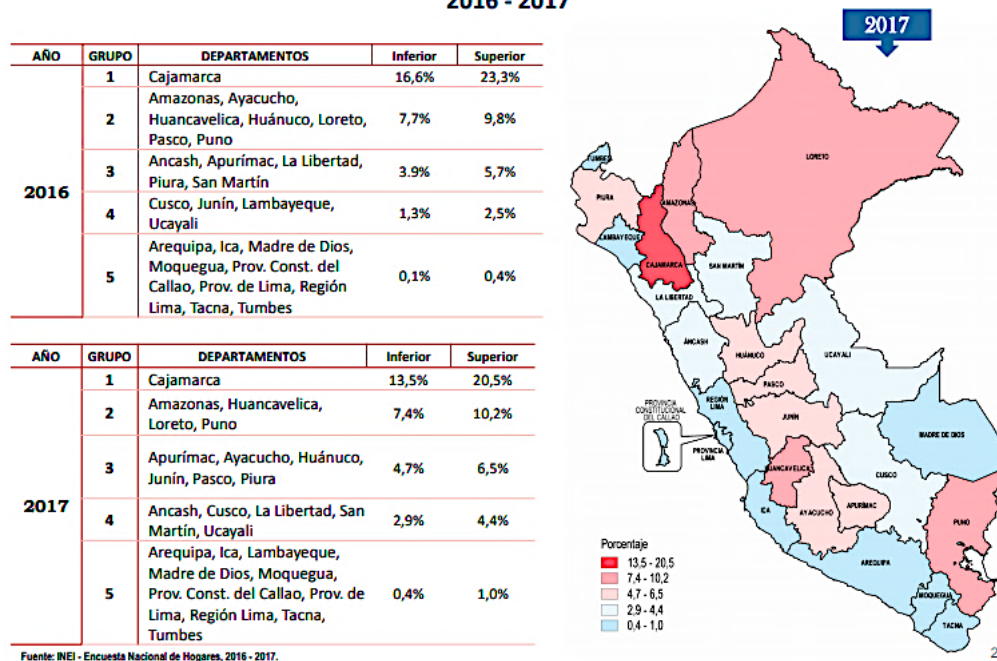 2016 - 2017
2017
AÑO GRUPO DEPARTAMENTOS Inferior Superior
2016
1 Cajamarca 16,6% 23,3%
2 Amazonas, Ayacucho,
Huancavelica, Huánuco, Loreto,
Pasco, Puno 7,7% 9,8%
3 Ancash, Apurímac, La Libertad,
Piura, San Martín 3.9% 5,7%
4 Cusco, Junín, Lambayeque,
Ucayali 1,3% 2,5%
5 Arequipa, Ica, Madre de Dios,
Moquegua, Prov. Const. del
Callao, Prov. de Lima, Región
Lima, Tacna, Tumbes 0,1% 0,4%
AÑO GRUPO DEPARTAMENTOS Inferior Superior
2017
1 Cajamarca 13,5% 20,5%
2 Amazonas, Huancavelica,
Loreto, Puno 7,4% 10,2%
3 Apurímac, Ayacucho, Huánuco,
Junín, Pasco, Piura 4,7% 6,5%
4 Ancash, Cusco, La Libertad, San
Martín, Ucayali 2,9% 4,4%
5 Arequipa, Ica, Lambayeque,
Madre de Dios, Moquegua,
Prov. Const. del Callao, Prov. de
Lima, Región Lima, Tacna,
Tumbes 0,4% 1,0%
Fuente: INEI - Encuesta Nacional de Hogares, 2016 - 2017.
TUMBES
LORETO
PIURA
AMAZONAS
LAMBAYEQUE
CAJAMARCA
SAN MARTÍN
LA LIBERTAD
ÁNCASH
HUÁNUCO
UCAYALI
PASCO
PROVINCIA
CONSTITUCIONAL
DEL CALLAO
REGIÓN
LIMA
JUNÍN
PROVINCIA
LIMA
MADRE DE DIOS
HUANCAVELICA
CUSCO
ICA
AYACUCHO
APURÍMAC
PUNO
AREQUIPA
MOQUEGUA
TACNA
Porcentaje
13,5 - 20,5
7,4 - 10,2
4,7 - 6,5
2,9 - 4,4
0,4 - 1,0
2